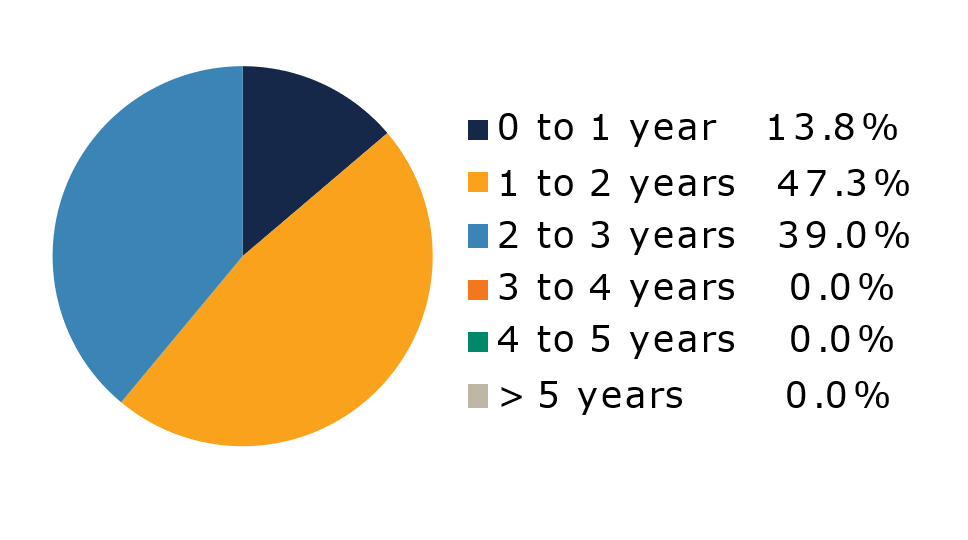 0 to 1 year 13.8%
1 to 2 years 47.3%
2 to 3 years 39.0%
3 to 4 years 0.0%
4 to 5 years 0.0%
> 5 years 0.0%